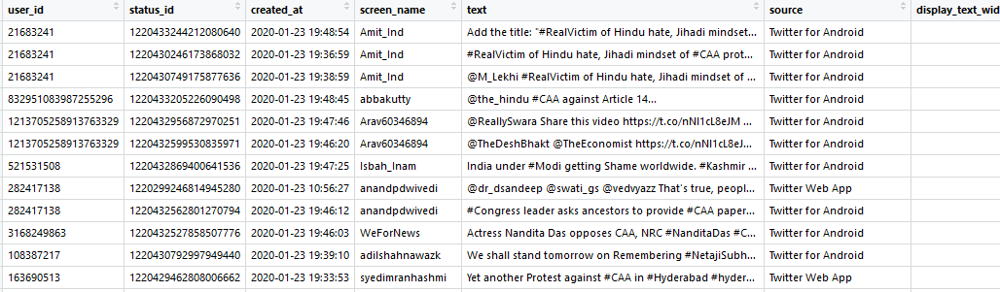 user_id status_id created_at screen_name text source display_text_wid
21683241 1220433244212080640 2020-01-23 19:48:54 Amit_Ind Add the title: "#RealVictim of Hindu hate, Jihadi mindset... Twitter for Android
21683241 1220430246173868032 2020-01-23 19:36:59 Amit_Ind #RealVictim of Hindu hate, Jihadi mindset of #CAA prot... Twitter for Android
21683241 1220430749175877636 2020-01-23 19:38:59 Amit_Ind @M_Lekhi #RealVictim of Hindu hate, Jihadi mindset of ... Twitter for Android
832951083987255296 1220433205226090498 2020-01-23 19:48:45 abbakutty @the_hindu #CAA against Article 14... Twitter for Android
1213705258913763329 1220432956872970251 2020-01-23 19:47:46 Arav60346894 @ReallySwara Share this video https://t.co/nNI1cL8eJM ... Twitter for Android
1213705258913763329 1220432599530835971 2020-01-23 19:46:20 Arav60346894 @TheDeshBhakt @TheEconomist https://t.co/nNI1cL8eJ... Twitter for Android
521531508 1220432869400641536 2020-01-23 19:47:25 Isbah_Inam India under #Modi getting Shame worldwide. #Kashmir ... Twitter for Android
282417138 1220299246814945280 2020-01-23 10:56:27 anandpdwivedi @dr_dsandeep @swati_gs @vedvyazz That's true, peopl... Twitter Web App
282417138 1220432562801270794 2020-01-23 19:46:12 anandpdwivedi #Congress leader asks ancestors to provide #CAA paper... Twitter for Android
3168249863 1220432527858507776 2020-01-23 19:46:03 WeForNews Actress Nandita Das opposes CAA, NRC #NanditaDas #C... Twitter for Android
108387217 1220430792997949440 2020-01-23 19:39:10 adilshahnawazk We shall stand tomorrow on Remembering #NetajiSubh... Twitter for Android
163690513 1220429462808006662 2020-01-23 19:33:53 syedimranhashmi Yet another Protest against #CAA in #Hyderabad #hyder... Twitter for Android